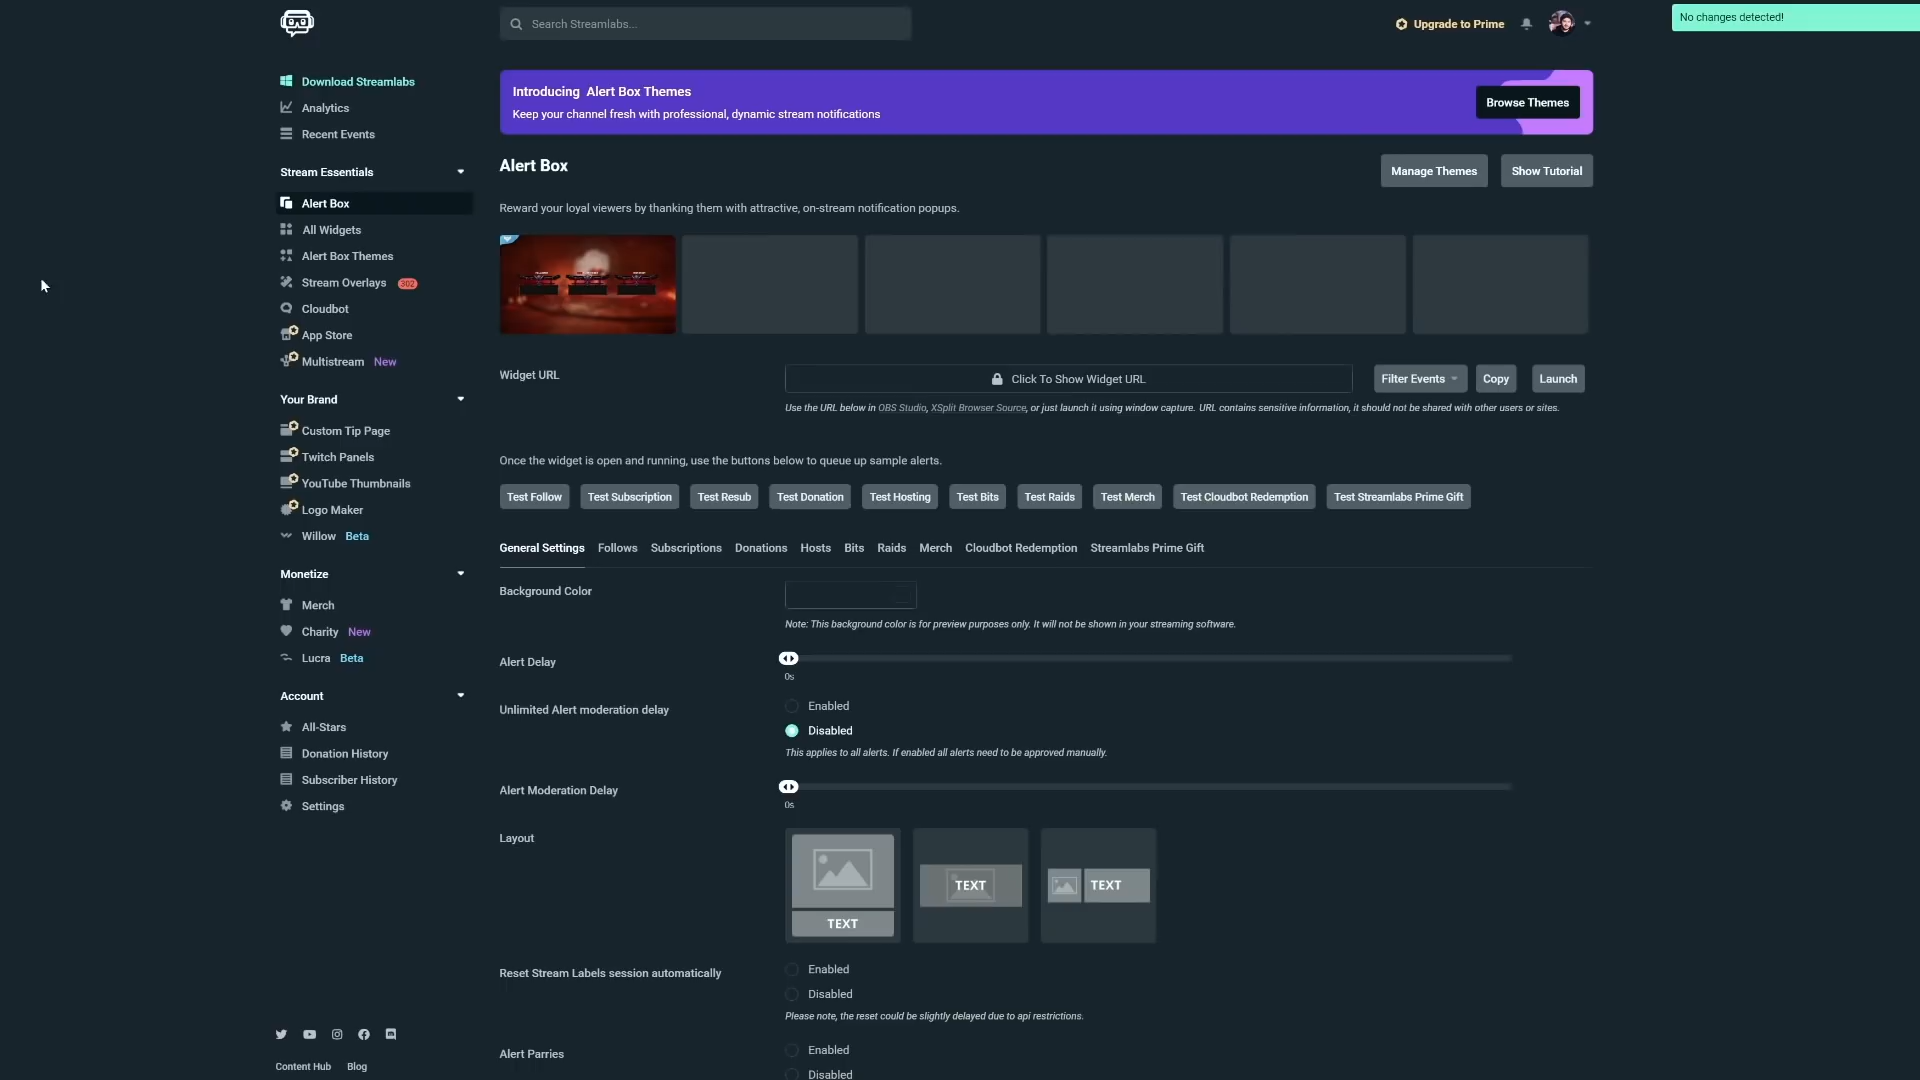 Search Streamlabs...
Upgrade to Prime
No changes detected!
Download Streamlabs
Analytics
Recent Events
Stream Essentials
Alert Box
All Widgets
Alert Box Themes
Stream Overlays 302
Cloudbot
App Store
Multistream New
Your Brand
Custom Tip Page
Twitch Panels
YouTube Thumbnails
Logo Maker
Willow Beta
Monetize
Merch
Charity New
Lucra Beta
Account
All-Stars
Donation History
Subscriber History
Settings
Content Hub Blog
Introducing Alert Box Themes
Keep your channel fresh with professional, dynamic stream notifications
Browse Themes
Alert Box
Manage Themes
Show Tutorial
Reward your loyal viewers by thanking them with attractive, on-stream notification popups.
Widget URL
Click To Show Widget URL
Filter Events
Copy
Launch
Use the URL below in OBS Studio, XSplit Browser Source, or just launch it using window capture. URL contains sensitive information, it should not be shared with other users or sites.
Once the widget is open and running, use the buttons below to queue up sample alerts.
Test Follow Test Subscription Test Resub Test Donation Test Hosting Test Bits Test Raids Test Merch Test Cloudbot Redemption Test Streamlabs Prime Gift
General Settings Follows Subscriptions Donations Hosts Bits Raids Merch Cloudbot Redemption Streamlabs Prime Gift
Background Color
Note: This background color is for preview purposes only. It will not be shown in your streaming software.
Alert Delay
0s
Unlimited Alert moderation delay
Enabled
Disabled
This applies to all alerts. If enabled all alerts need to be approved manually.
Alert Moderation Delay
0s
Layout
TEXT
TEXT
TEXT
Reset Stream Labels session automatically
Enabled
Disabled
Please note, the reset could be slightly delayed due to api restrictions.
Alert Parries
Enabled
Disabled